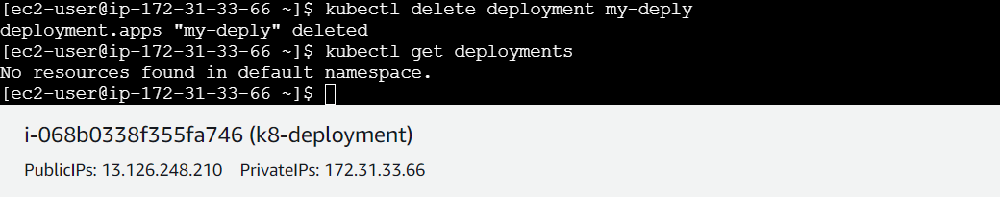 [ec2-user@ip-172-31-33-66 ~]$ kubectl delete deployment my-deply
deployment.apps "my-deply" deleted
[ec2-user@ip-172-31-33-66 ~]$ kubectl get deployments
No resources found in default namespace.
[ec2-user@ip-172-31-33-66 ~]$
i-068b0338f355fa746 (k8-deployment)
PublicIPs: 13.126.248.210 PrivateIPs: 172.31.33.66